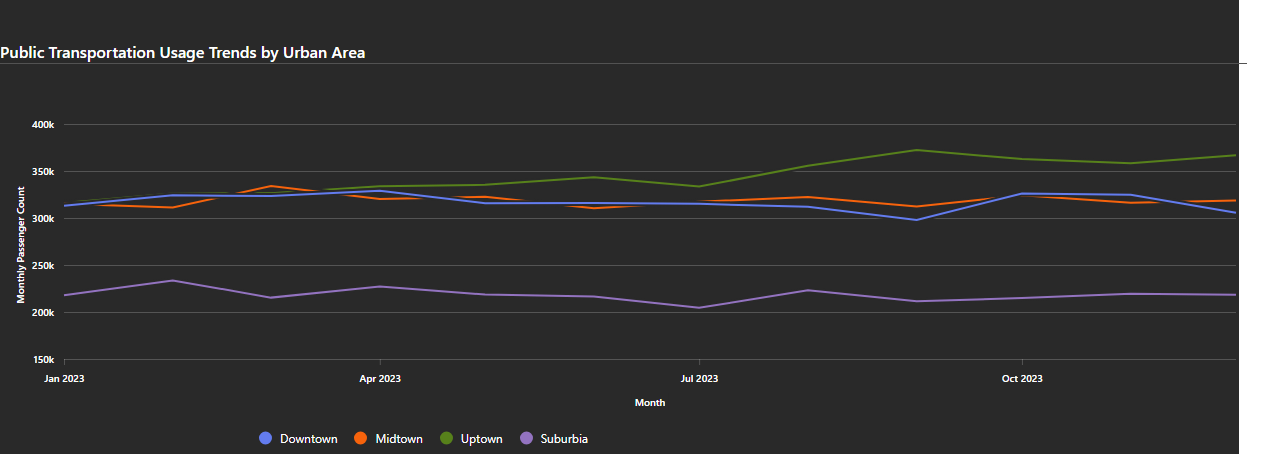 Public Transportation Usage Trends by Urban Area
400k
350k
300k
250k
200k
150k
Monthly Passenger Count
Jan 2023 Apr 2023 Jul 2023 Oct 2023
Month
Downtown Midtown Uptown Suburbia